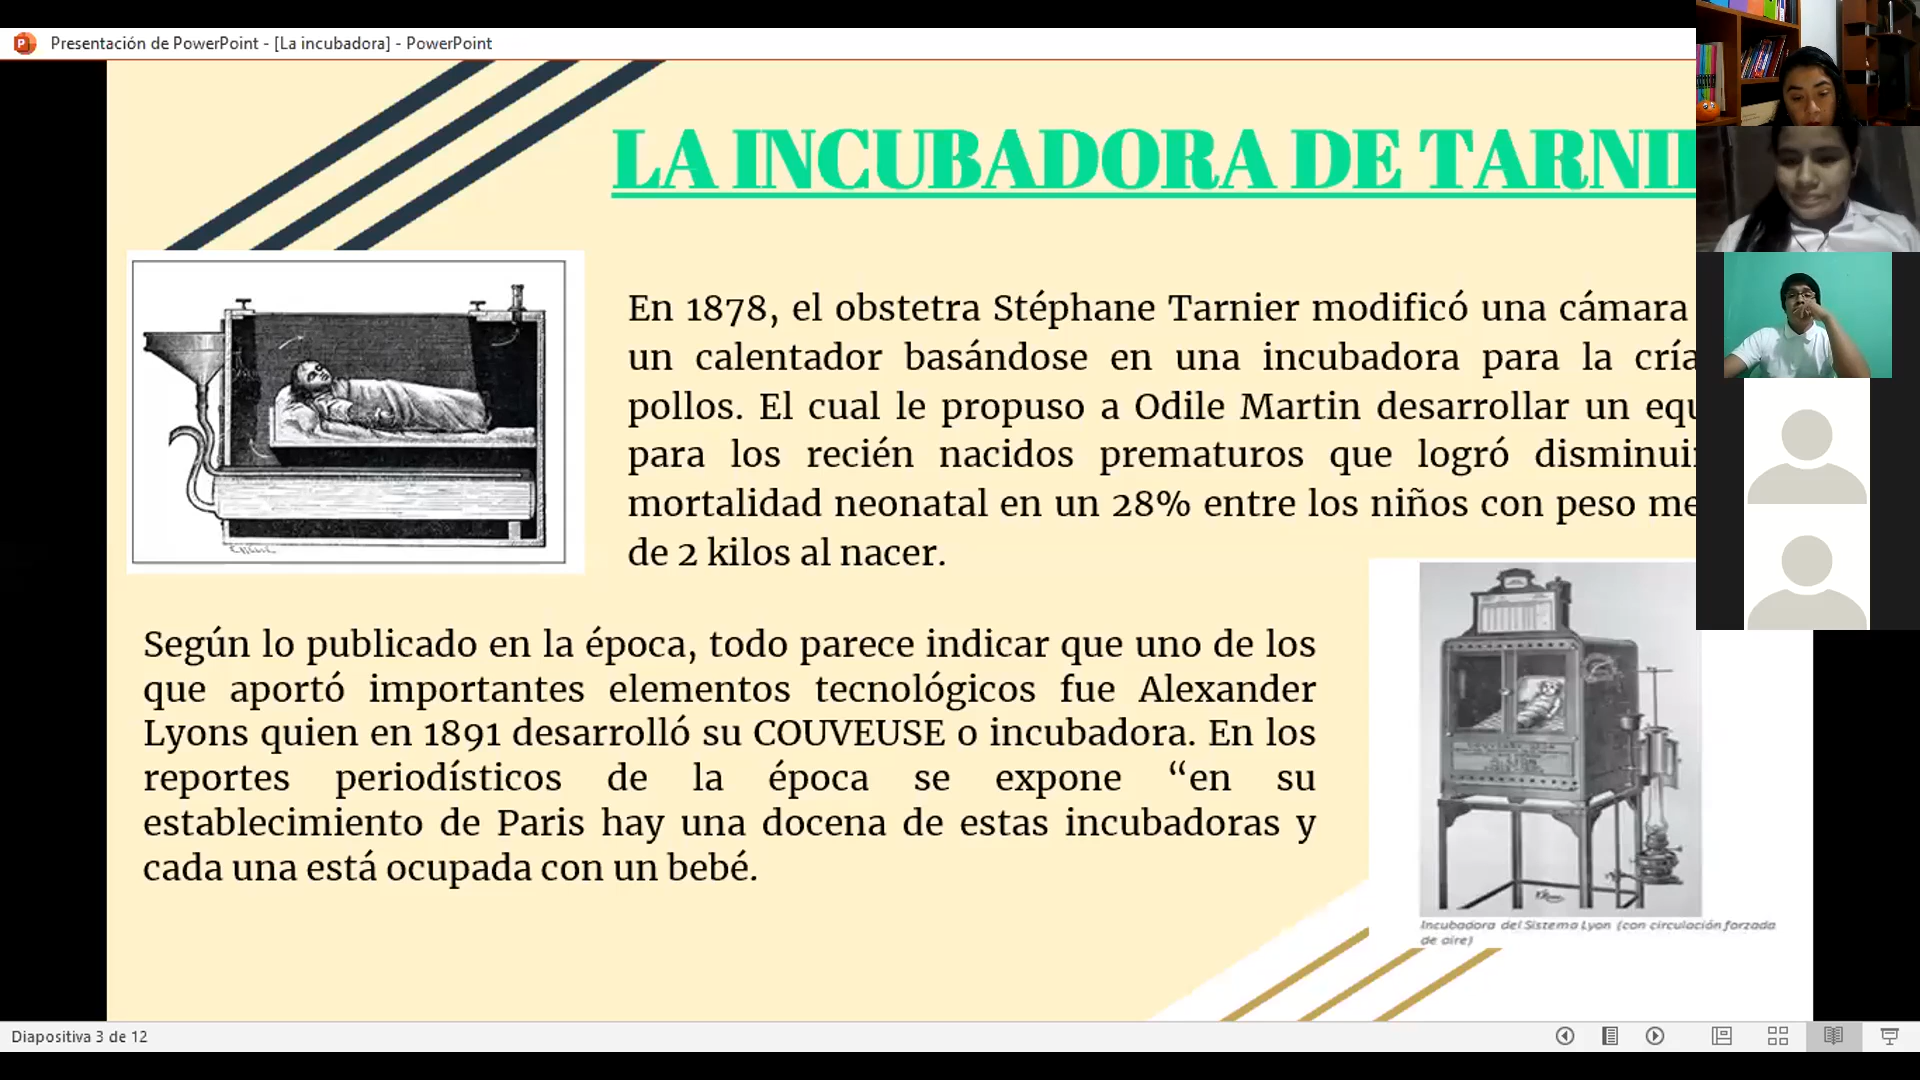 Presentación de PowerPoint - [La incubadora] - PowerPoint
LA INCUBADORA DE
En 1878, el obstetra Stéphane Tarnier modificó una cámara
un calentador basándose en una incubadora para la cría
pollos. El cual le propuso a Odile Martin desarrollar un
para los recién nacidos prematuros que logró
mortalidad neonatal en un 28% entre los niños con peso
de 2 kilos al nacer.
Según lo publicado en la época, todo parece indicar que uno de los
que aportó importantes elementos tecnológicos fue Alexander
Lyons quien en 1891 desarrolló su COUVEUSE o incubadora. En los
reportes periodísticos de la época se expone “en su
establecimiento de Paris hay una docena de estas incubadoras y
cada una está ocupada con un bebé.
Incubadora del Sistema Lyon (con circulación forzada
de aire)
Diapositiva 3 de 12